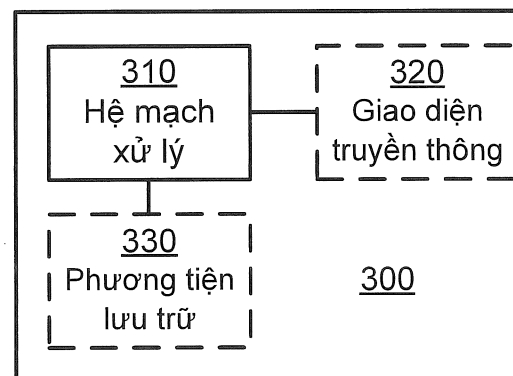 310
Hệ mạch
xử lý
320
Giao diện
truyền thông
330
Phương tiện
lưu trữ
300